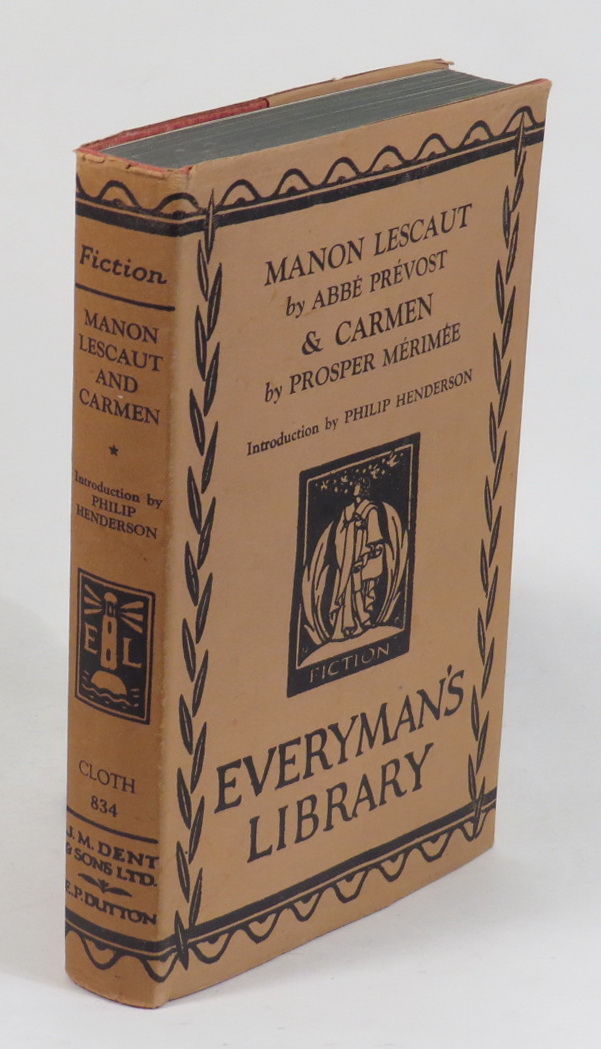 Fiction
MANON
LESCAUT
AND
CARMEN
*
Introduction by
PHILIP
HENDERSON
E L
CLOTH
834
J. M. DENT
& SONS LTD.
E.P. DUTTON
MANON LESCAUT
by ABBÉ PRÉVOST
& CARMEN
by PROSPER MÉRIMÉE
Introduction by PHILIP HENDERSON
FICTION
EVERYMAN'S
LIBRARY